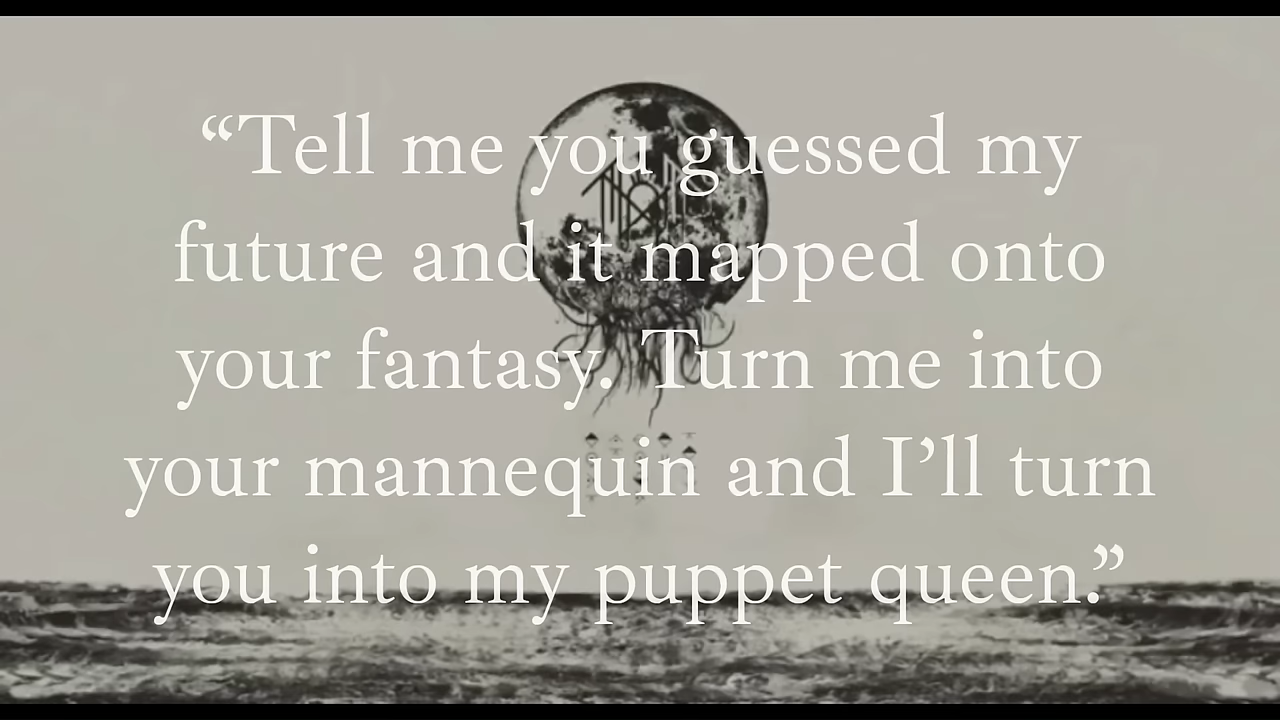 “Tell me you guessed my
future and it mapped onto
your fantasy. Turn me into
your mannequin and I’ll turn
you into my puppet queen.”